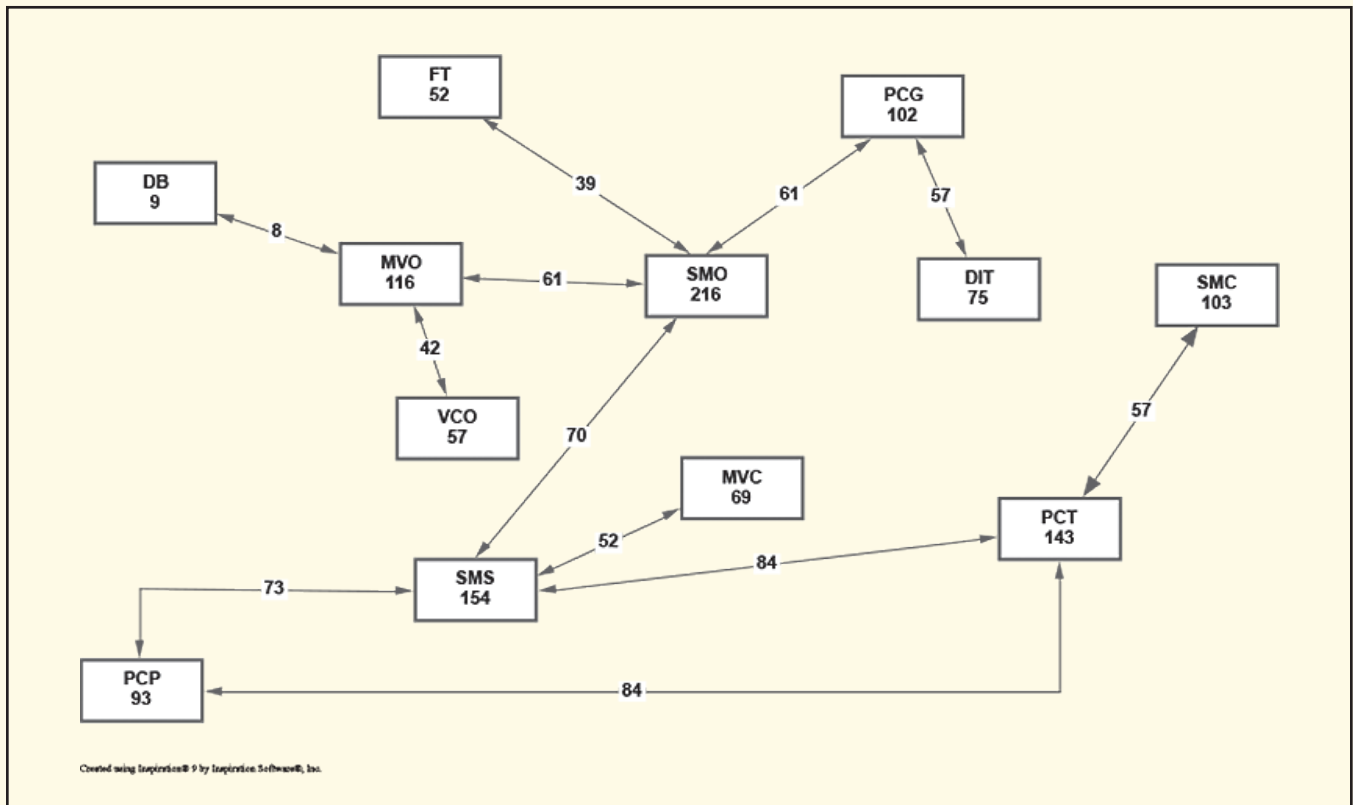 FT
52
PCG
102
DB
9
39
61
57
8
MVO
116
61
SMO
216
DIT
75
SMC
103
42
VCO
57
70
57
MVC
69
PCT
143
52
84
SMS
154
73
PCP
93
84
Created using Inspiration® 9 by Inspiration Software®, Inc.